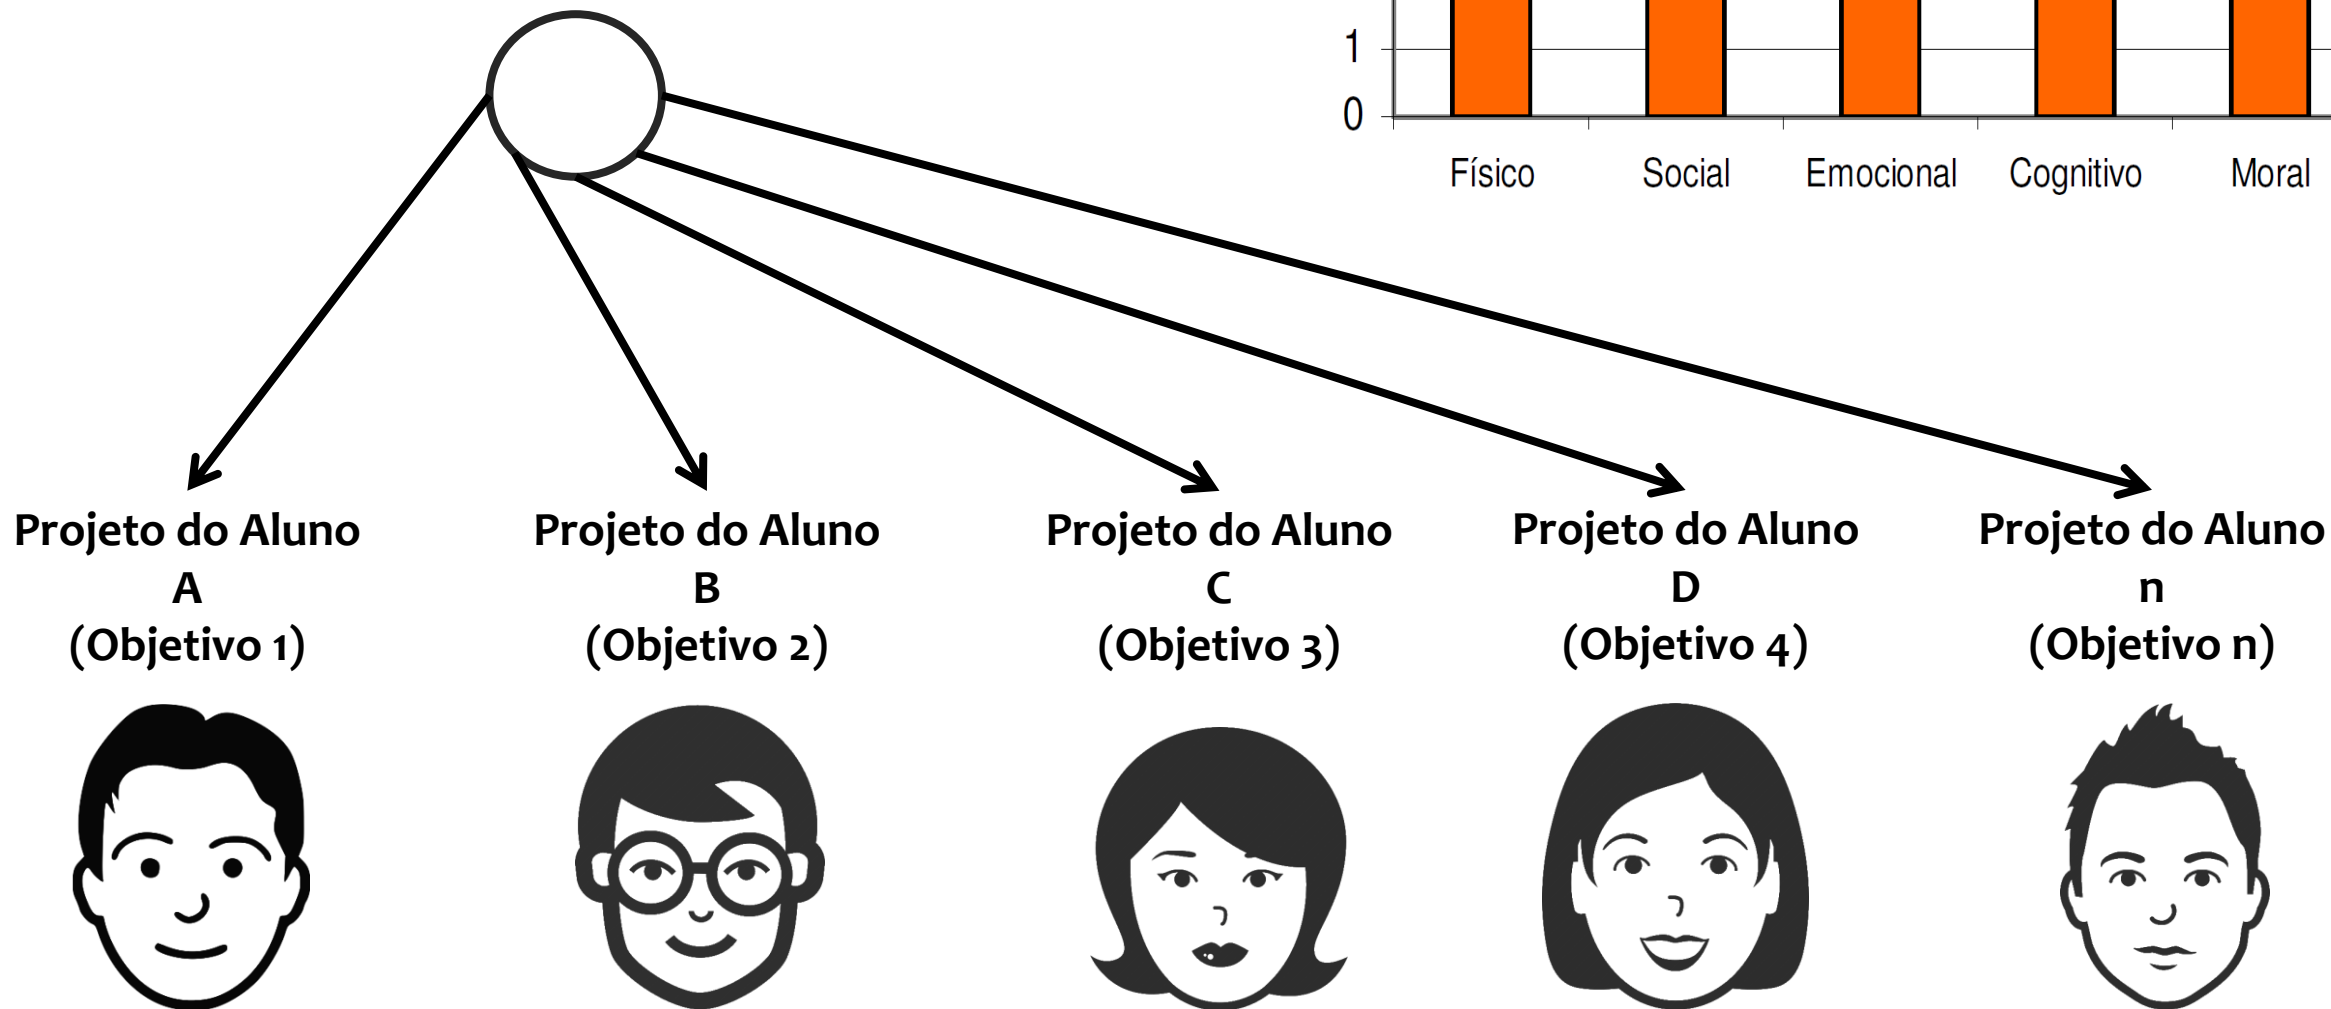 1
0
Físico Social Emocional Cognitivo Moral
Projeto do Aluno
A
(Objetivo 1)
Projeto do Aluno
B
(Objetivo 2)
Projeto do Aluno
C
(Objetivo 3)
Projeto do Aluno
D
(Objetivo 4)
Projeto do Aluno
n
(Objetivo n)